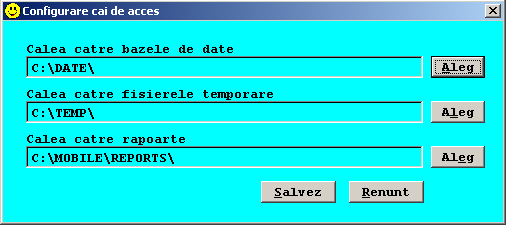 Configurare cai de acces
Calea catre bazele de date
C:\DATE\ Aleg
Calea catre fisierele temporare
C:\TEMP\ Aleg
Calea catre rapoarte
C:\MOBILE\REPORTS\ Aleg
Salvez Renunt